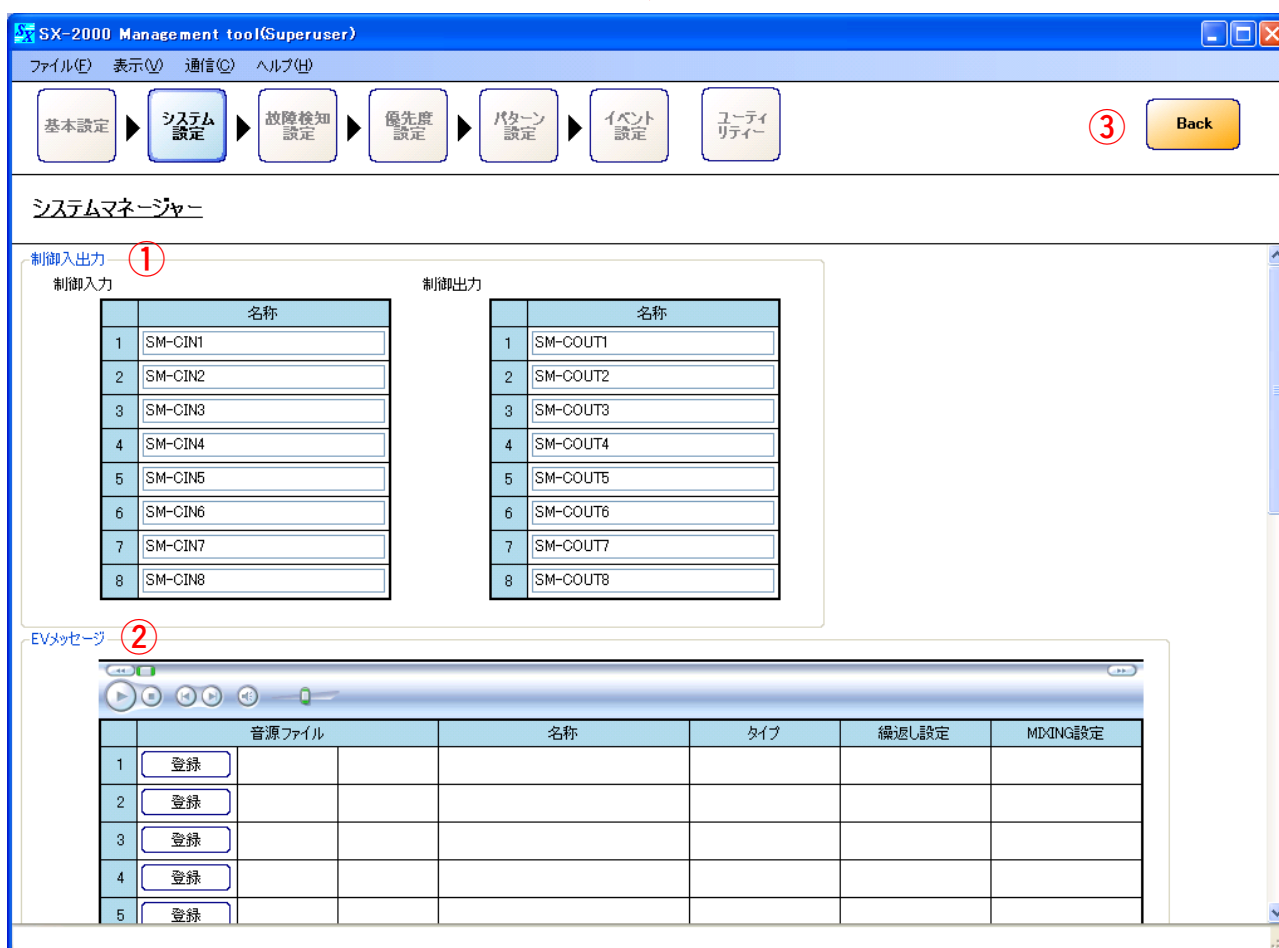 SX-2000 Management tool(Superuser)
ファイル(F) 表示(V) 通信(C) ヘルプ(H)
基本設定
システム
設定
故障検知
設定
優先度
設定
パターン
設定
イベント
設定
ユーティ
リティー
③
Back
システムマネージャー
制御入出力
①
制御入力
制御出力
名称
名称
1 SM-CIN1
1 SM-COUT1
2 SM-CIN2
2 SM-COUT2
3 SM-CIN3
3 SM-COUT3
4 SM-CIN4
4 SM-COUT4
5 SM-CIN5
5 SM-COUT5
6 SM-CIN6
6 SM-COUT6
7 SM-CIN7
7 SM-COUT7
8 SM-CIN8
8 SM-COUT8
EVメッセージ
②
音源ファイル 名称 タイプ 繰返し設定 MIXING設定
1 登録
2 登録
3 登録
4 登録
5 登録